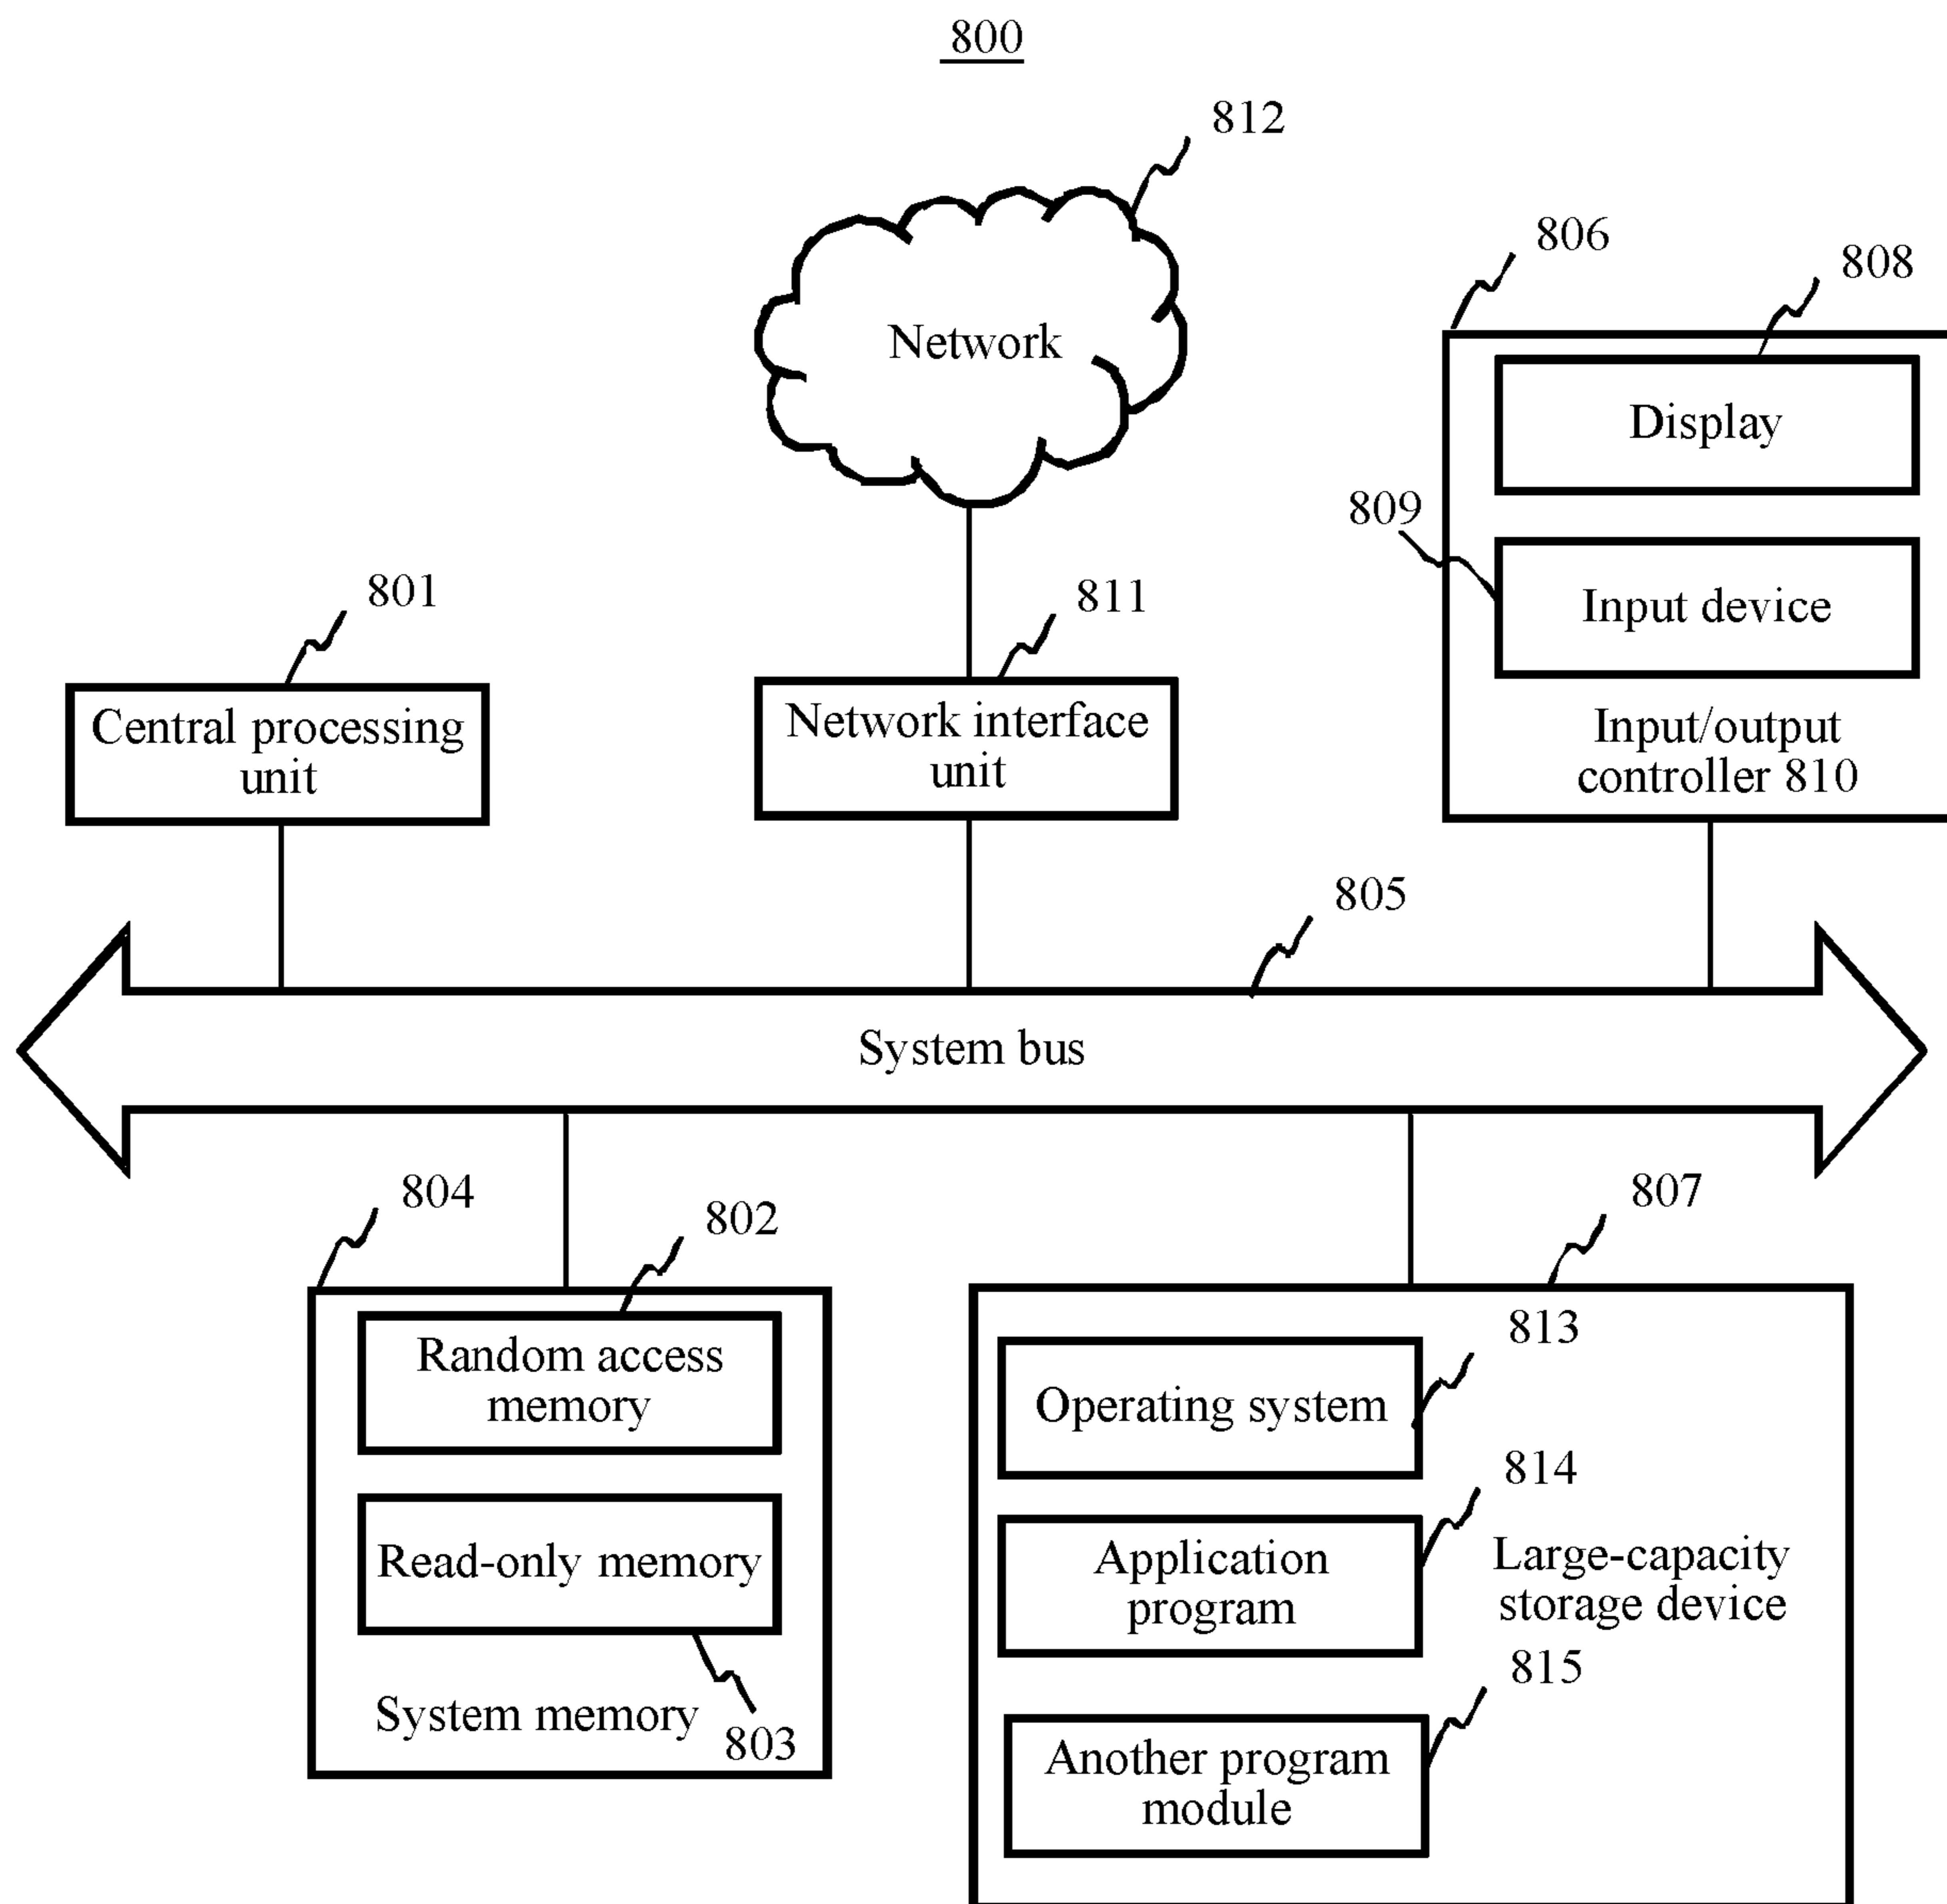 800
812
Network
806
808
Display
809
Input device
Input/output
controller 810
801
Central processing
unit
811
Network interface
unit
805
System bus
804
802
Random access
memory
Read-only memory
System memory
803
807
813
Operating system
814
Application
program
Large-capacity
storage device
815
Another program
module